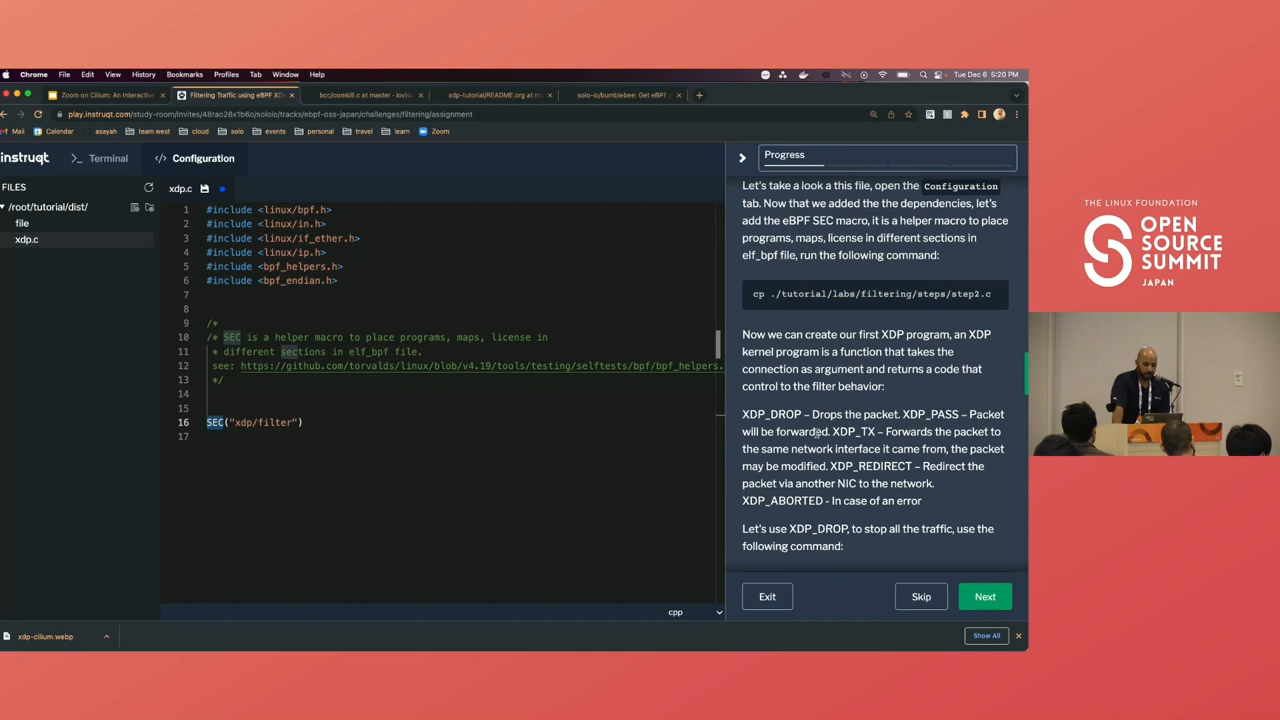 Chrome File Edit View History Bookmarks Profiles Tab Window Help
Tue Dec 6 5:20 PM
Zoom on Cilium: An Interactive
Filtering Traffic using eBPF XD
bcc/oomkill.c at master · iovis
xdp-tutorial/README.org at m
solo-io/bumblebee: Get eBPF
play.instruqt.com/study-room/invites/48rao28x1b6o/soloio/tracks/ebpf-oss-japan/challenges/filtering/assignment
Mail Calendar asayah team west cloud solo events personal travel learn Zoom
instruqt
>_ Terminal
</> Configuration
Progress
FILES
/root/tutorial/dist/
file
xdp.c
xdp.c
1 #include <linux/bpf.h>
2 #include <linux/in.h>
3 #include <linux/if_ether.h>
4 #include <linux/ip.h>
5 #include <bpf_helpers.h>
6 #include <bpf_endian.h>
7
8
9 /*
10 /* SEC is a helper macro to place programs, maps, license in
11 * different sections in elf_bpf file.
12 see: https://github.com/torvalds/linux/blob/v4.19/tools/testing/selftests/bpf/bpf_helpers.
13 */
14
15
16 SEC("xdp/filter")
17
cpp
Let's take a look a this file, open the Configuration
tab. Now that we added the the dependencies, let's
add the eBPF SEC macro, it is a helper macro to place
programs, maps, license in different sections in
elf_bpf file, run the following command:
cp ./tutorial/labs/filtering/steps/step2.c
Now we can create our first XDP program, an XDP
kernel program is a function that takes the
connection as argument and returns a code that
control to the filter behavior:
XDP_DROP – Drops the packet. XDP_PASS – Packet
will be forwarded. XDP_TX – Forwards the packet to
the same network interface it came from, the packet
may be modified. XDP_REDIRECT – Redirect the
packet via another NIC to the network.
XDP_ABORTED - In case of an error
Let's use XDP_DROP, to stop all the traffic, use the
following command:
Exit
Skip
Next
xdp-cilium.webp
Show All
THE LINUX FOUNDATION
OPEN
SOURCE
SUMMIT
JAPAN